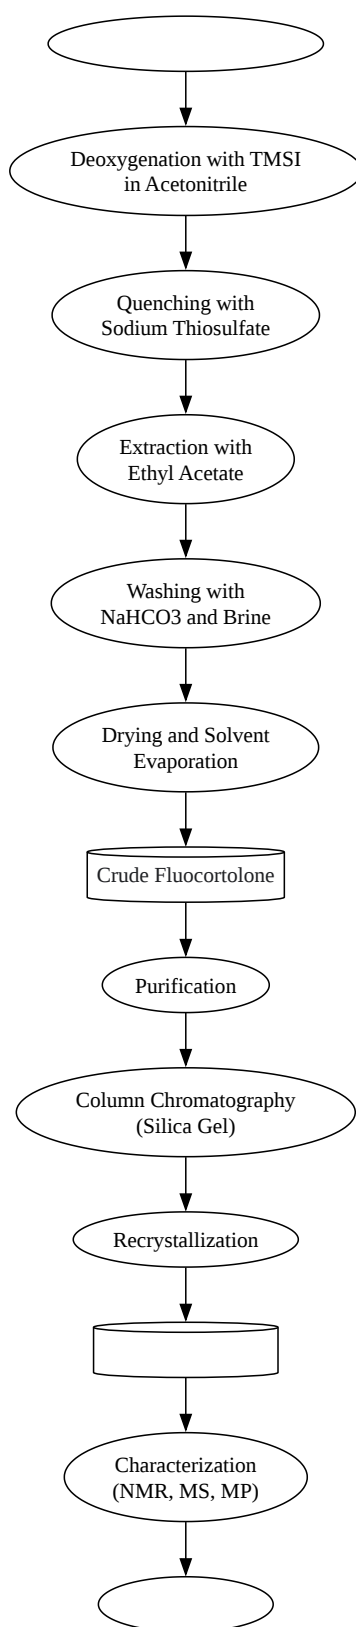 Deoxygenation with TMSI
in Acetonitrile
Quenching with
Sodium Thiosulfate
Extraction with
Ethyl Acetate
Washing with
NaHCO3 and Brine
Drying and Solvent
Evaporation
Crude Fluocortolone
Purification
Column Chromatography
(Silica Gel)
Recrystallization
Characterization
(NMR, MS, MP)